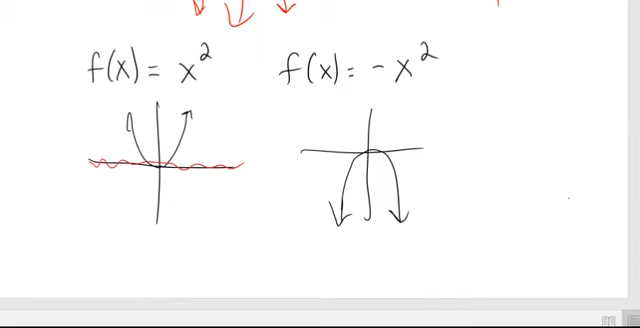 f(x) = x² f(x) = -x²